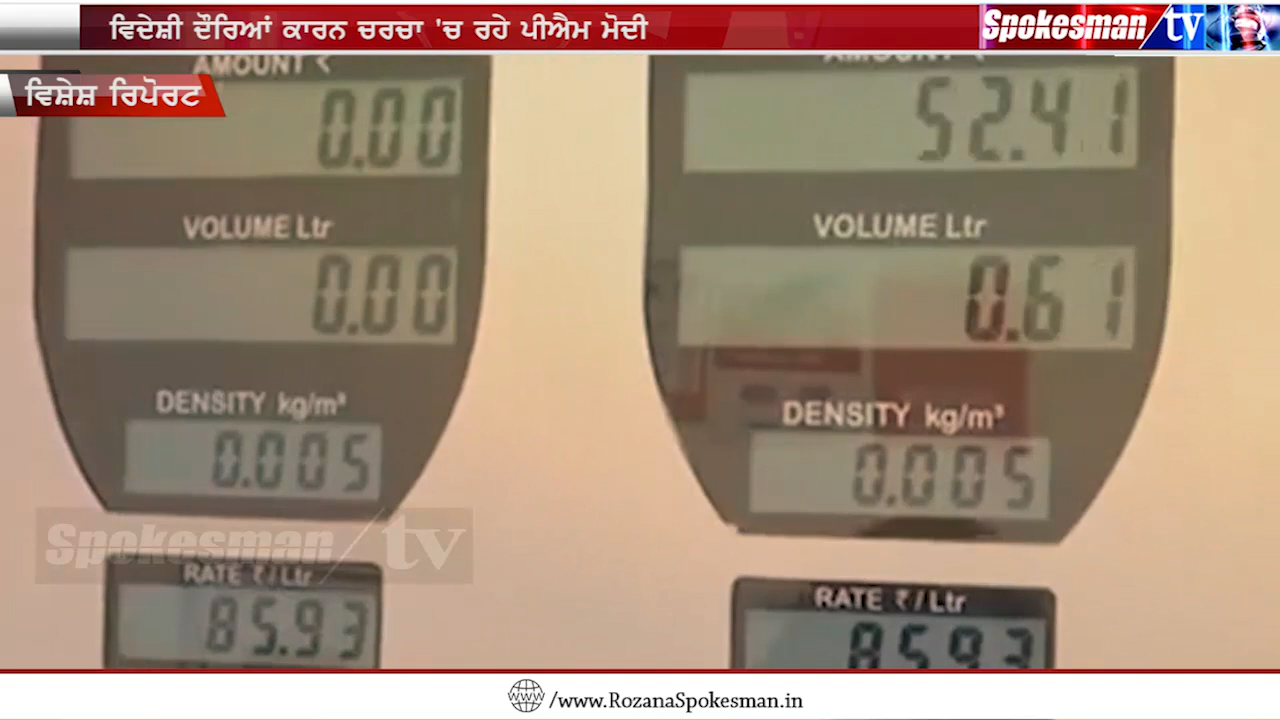 ਵਿਦੇਸ਼ੀ ਦੌਰਿਆਂ ਕਾਰਨ ਚਰਚਾ 'ਚ ਰਹੇ ਪੀਐਮ ਮੋਦੀ
Spokesman tv
ਵਿਸ਼ੇਸ਼ ਰਿਪੋਰਟ
AMOUNT ₹
0.00
VOLUME Ltr
0.00
DENSITY kg/m³
0.005
RATE ₹/Ltr
85.93
AMOUNT ₹
52.41
VOLUME Ltr
0.61
DENSITY kg/m³
0.005
RATE ₹/Ltr
85.93
Spokesman tv
/www.RozanaSpokesman.in